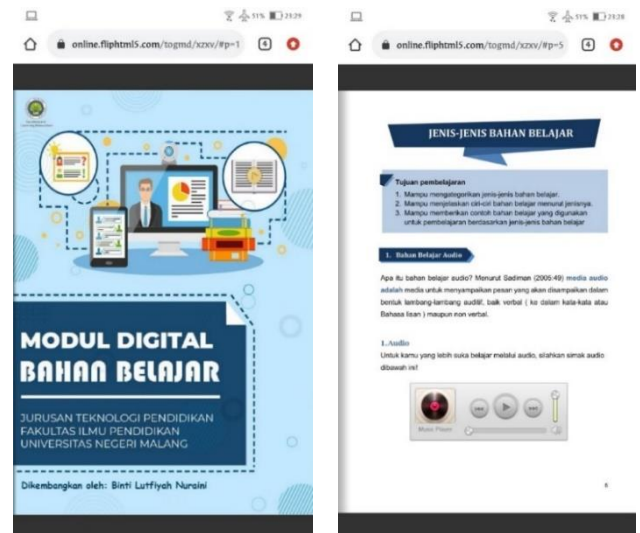 51% 23:29
online.fliphtml5.com/togmd/xzxv/#p=1 4
MODUL DIGITAL
BAHAN BELAJAR
JURUSAN TEKNOLOGI PENDIDIKAN
FAKULTAS ILMU PENDIDIKAN
UNIVERSITAS NEGERI MALANG
Dikembangkan oleh: Binti Lutfiyah Nuraini
51% 23:28
online.fliphtml5.com/togmd/xzxv/#p=5 4
JENIS-JENIS BAHAN BELAJAR
Tujuan pembelajaran
1. Mampu mengategorikan jenis-jenis bahan belajar.
2. Mampu menjelaskan ciri-ciri bahan belajar menurut jenisnya.
3. Mampu memberikan contoh bahan belajar yang digunakan
untuk pembelajaran berdasarkan jenis-jenis bahan belajar
1. Bahan Belajar Audio
Apa itu bahan belajar audio? Menurut Sadiman (2005:49) media audio
adalah media untuk menyampaikan pesan yang akan disampaikan dalam
bentuk lambang-lambang auditif, baik verbal ( ke dalam kata-kata atau
Bahasa lisan ) maupun non verbal.
1. Audio
Untuk kamu yang lebih suka belajar melalui audio, silahkan simak audio
dibawah ini!
Music Player